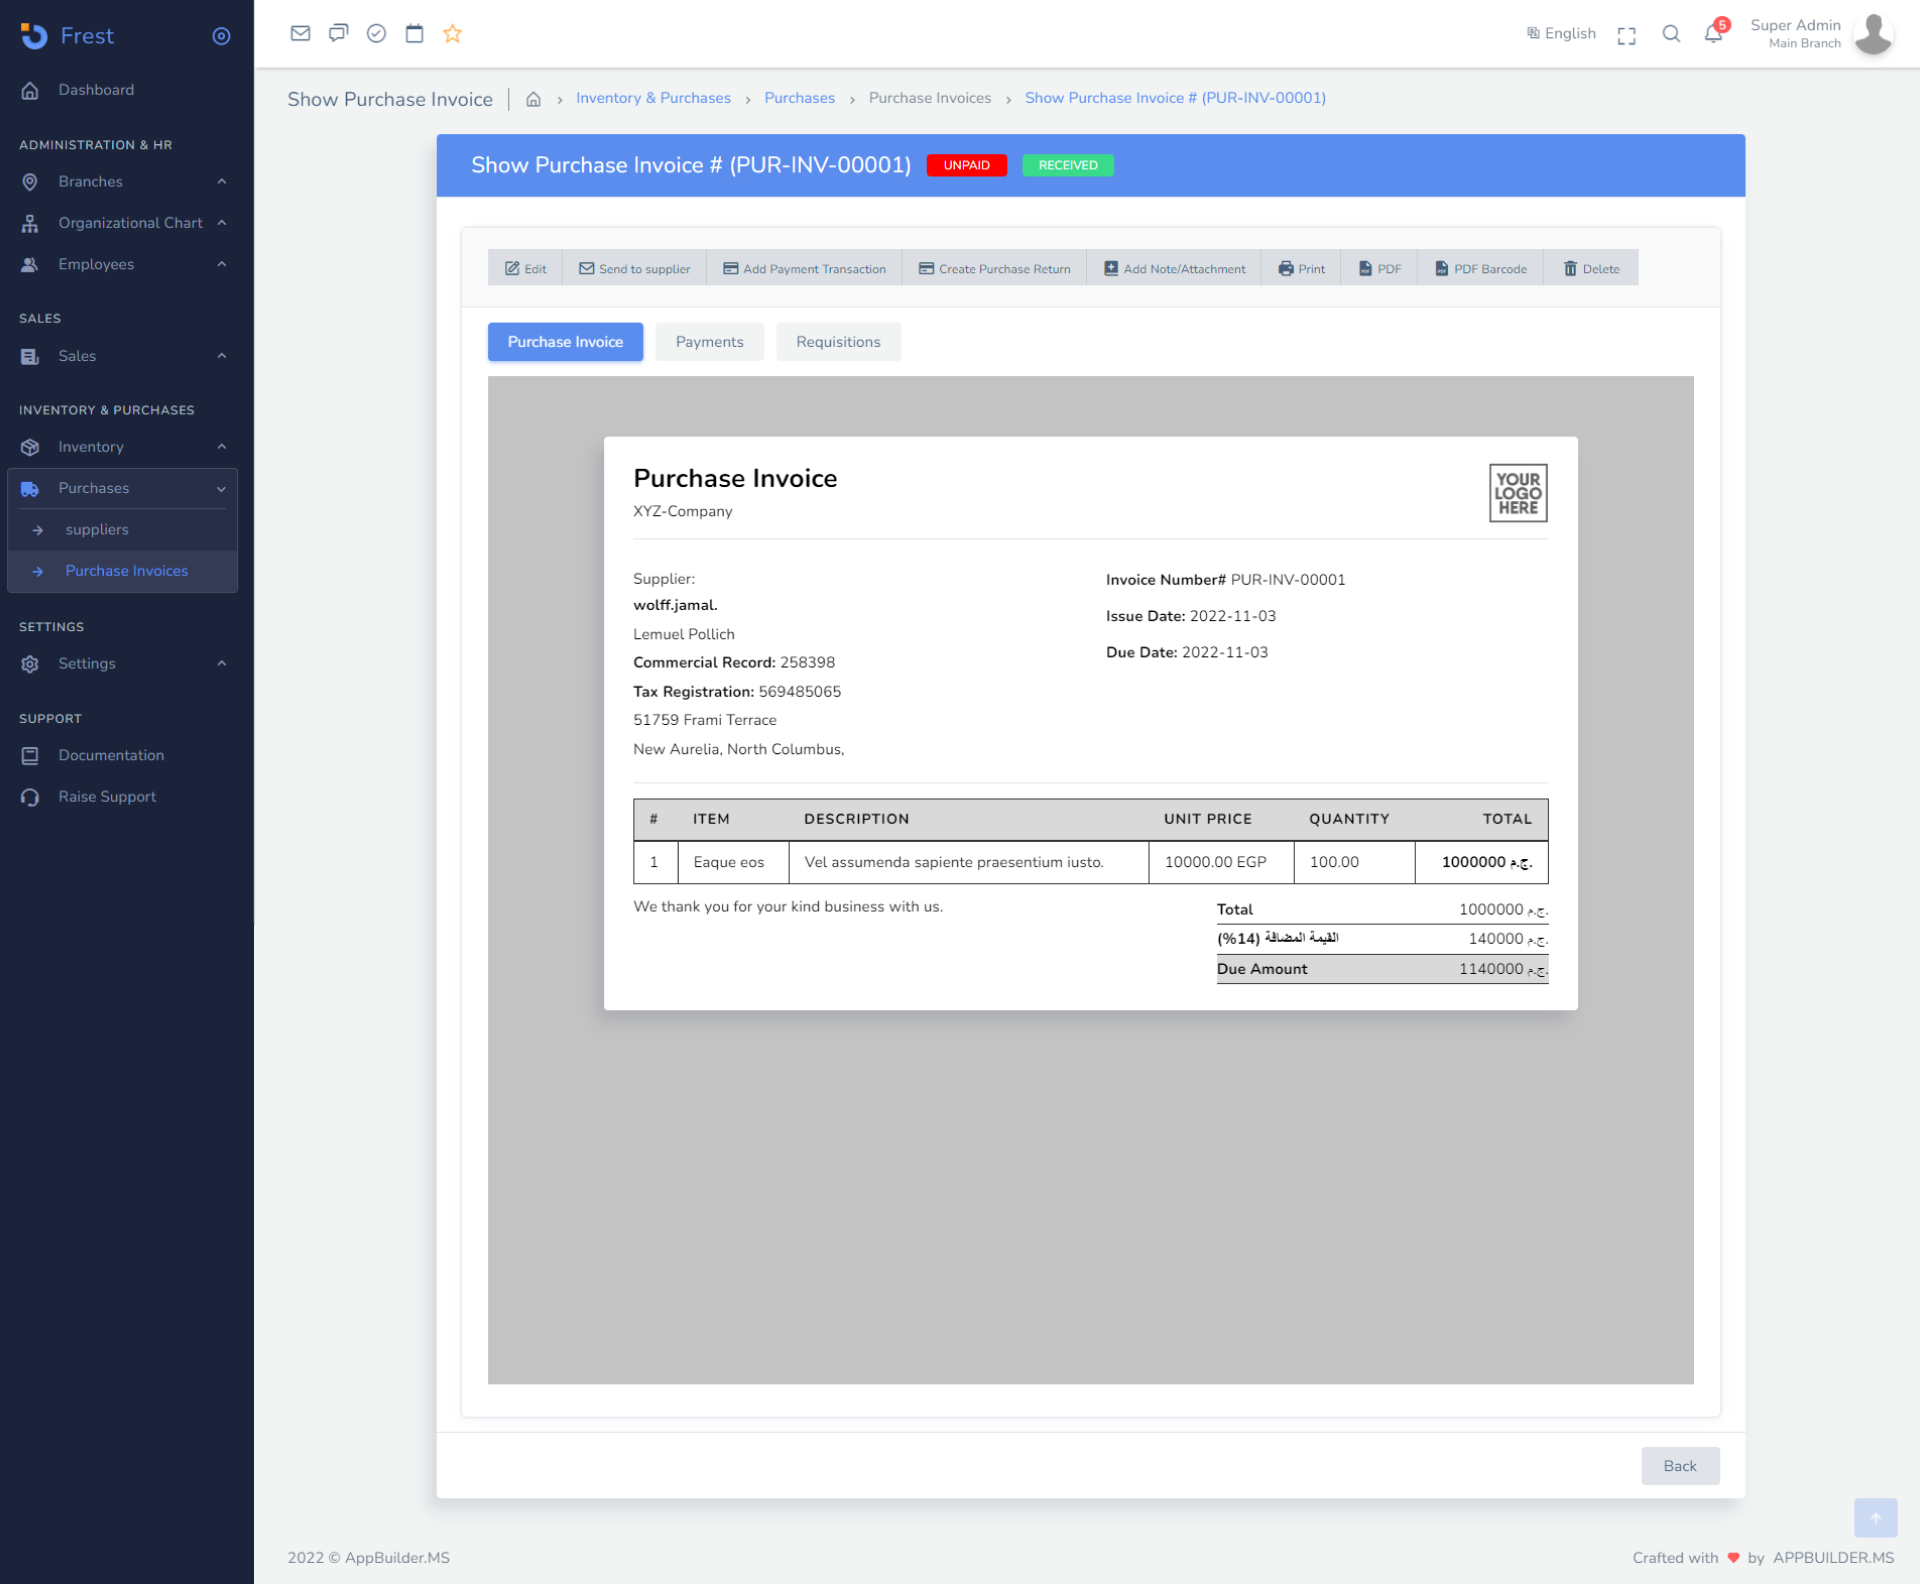 Frest
Dashboard
ADMINISTRATION & HR
Branches
Organizational Chart
Employees
SALES
Sales
INVENTORY & PURCHASES
Inventory
Purchases
suppliers
Purchase Invoices
SETTINGS
Settings
SUPPORT
Documentation
Raise Support
English
5
Super Admin
Main Branch
Show Purchase Invoice
Inventory & Purchases > Purchases > Purchase Invoices > Show Purchase Invoice # (PUR-INV-00001)
Show Purchase Invoice # (PUR-INV-00001) UNPAID RECEIVED
Edit Send to supplier Add Payment Transaction Create Purchase Return Add Note/Attachment Print PDF PDF Barcode Delete
Purchase Invoice Payments Requisitions
Purchase Invoice
XYZ-Company
YOUR
LOGO
HERE
Supplier:
wolff.jamal.
Lemuel Pollich
Commercial Record: 258398
Tax Registration: 569485065
51759 Frami Terrace
New Aurelia, North Columbus,
Invoice Number# PUR-INV-00001
Issue Date: 2022-11-03
Due Date: 2022-11-03
# ITEM DESCRIPTION UNIT PRICE QUANTITY TOTAL
1 Eaque eos Vel assumenda sapiente praesentium iusto. 10000.00 EGP 100.00 1000000 ج.م.
We thank you for your kind business with us.
Total 1000000 ج.م.
القيمة المضافة (14%) 140000 ج.م.
Due Amount 1140000 ج.م.
Back
2022 © AppBuilder.MS
Crafted with ❤ by APPBUILDER.MS